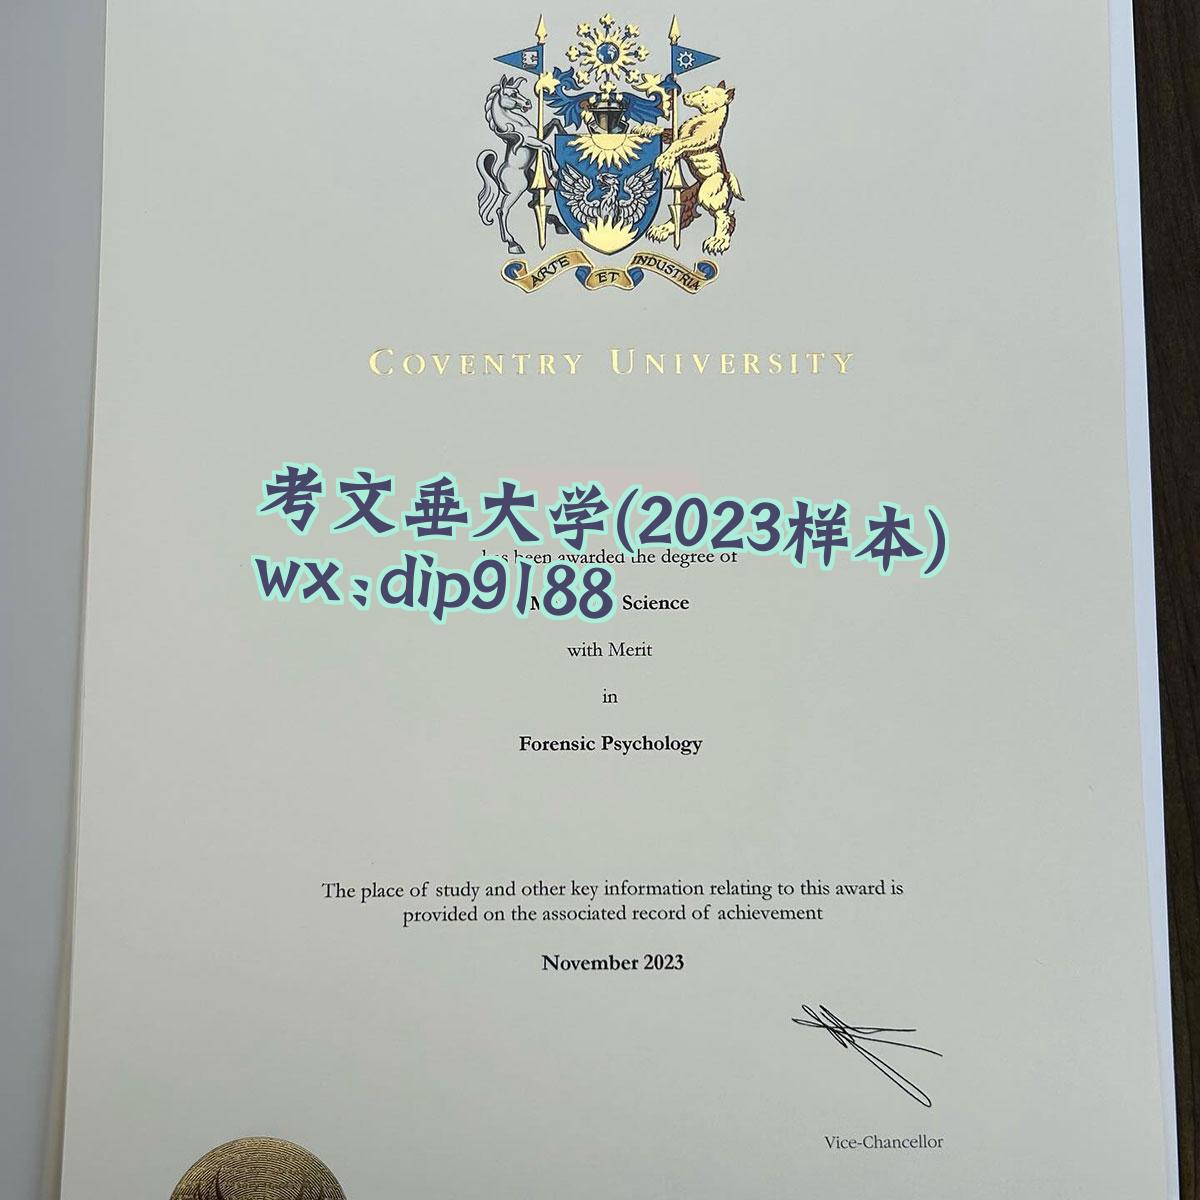 ARTE ET INDUSTRIA
COVENTRY UNIVERSITY
考文垂大学(2023样本)
has been awarded the degree of
wx:dip9188
Science
with Merit
in
Forensic Psychology
The place of study and other key information relating to this award is
provided on the associated record of achievement
November 2023
Vice-Chancellor